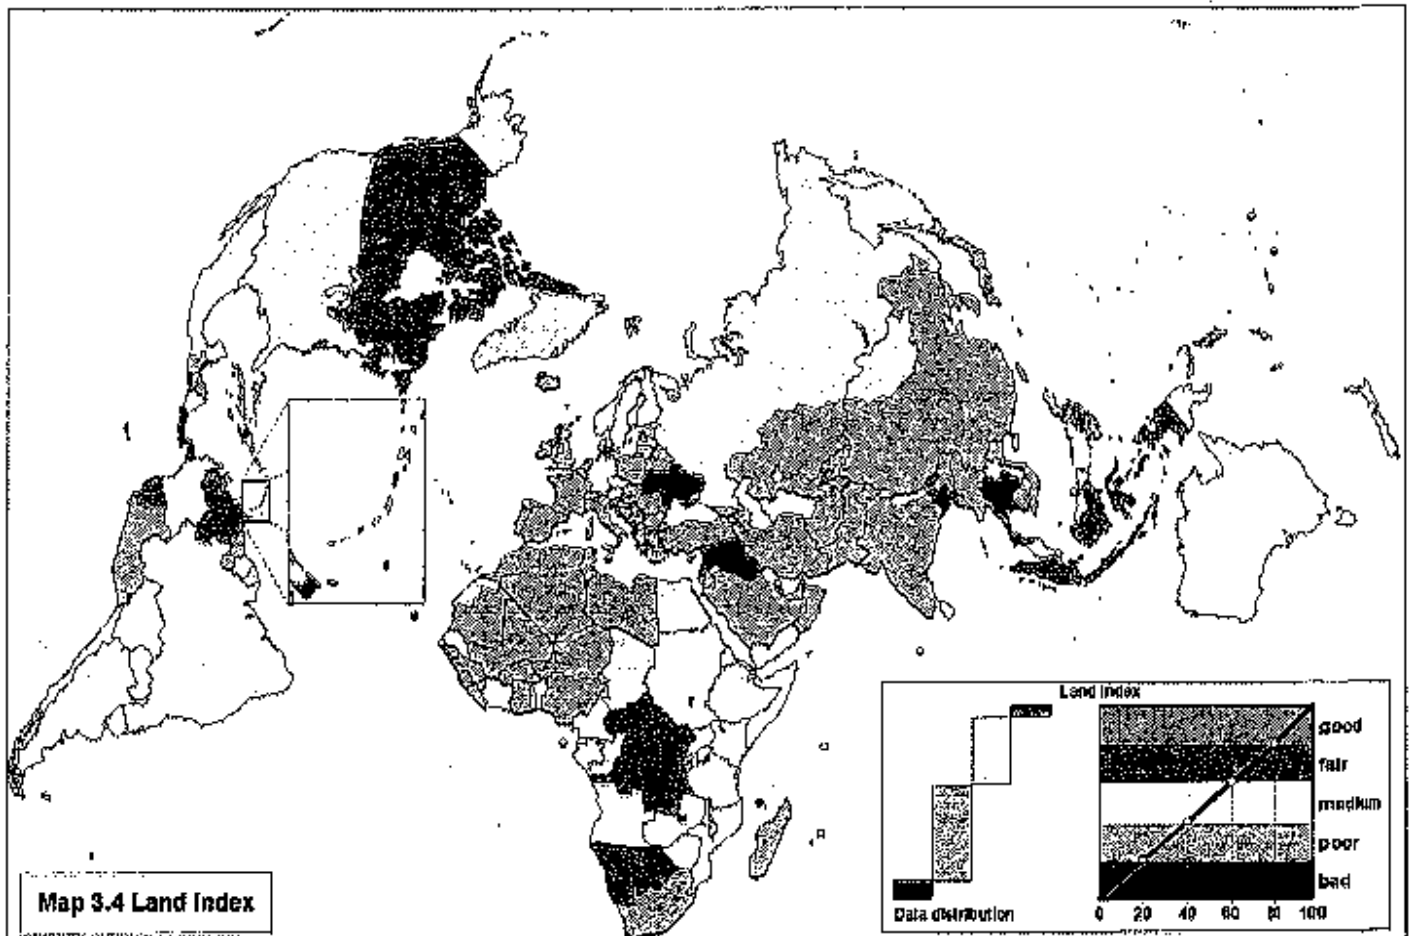 Map 3.4 Land Index
Land Index
good
fair
medium
poor
bad
0 20 40 60 80 100
Data distribution